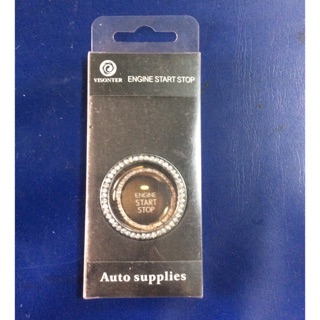 VISONTER
ENGINE START STOP
ENGINE
START
STOP
Auto supplies